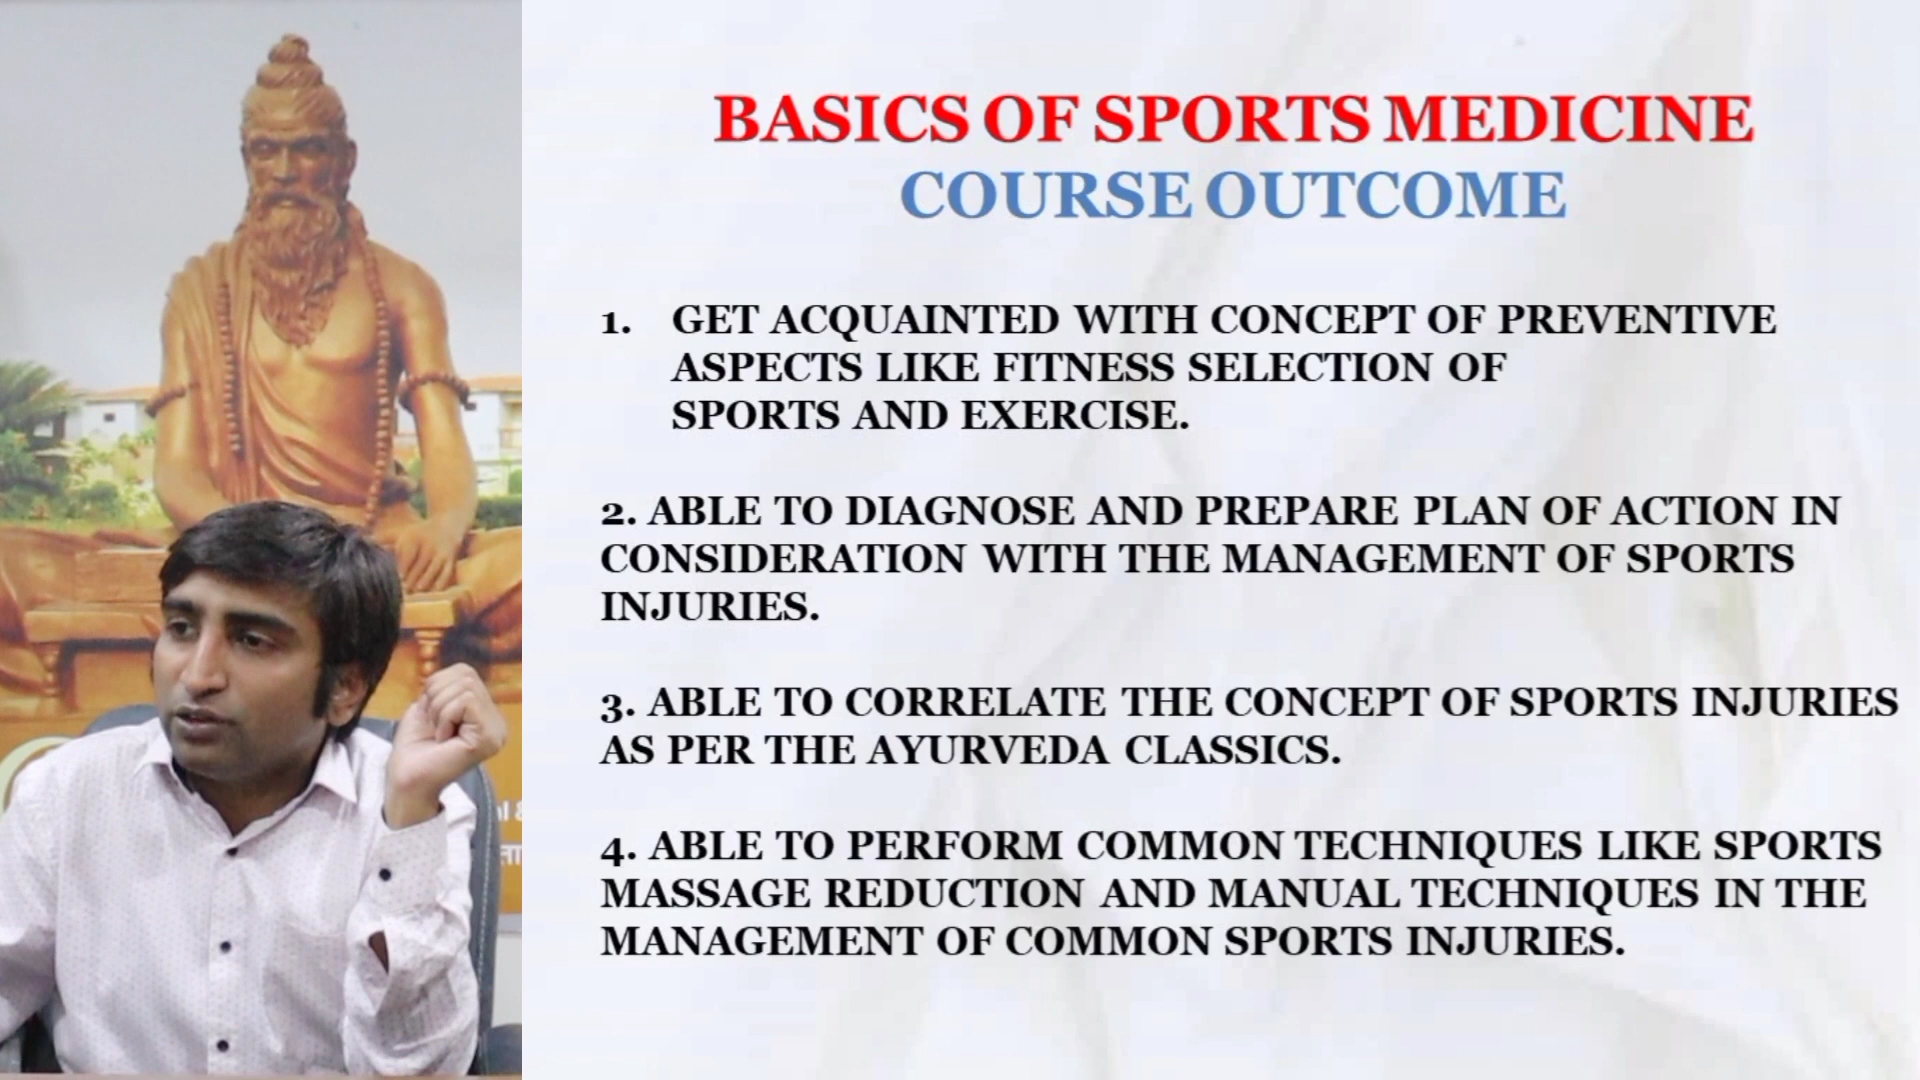 BASICS OF SPORTS MEDICINE
COURSE OUTCOME
1. GET ACQUAINTED WITH CONCEPT OF PREVENTIVE
ASPECTS LIKE FITNESS SELECTION OF
SPORTS AND EXERCISE.
2. ABLE TO DIAGNOSE AND PREPARE PLAN OF ACTION IN
CONSIDERATION WITH THE MANAGEMENT OF SPORTS
INJURIES.
3. ABLE TO CORRELATE THE CONCEPT OF SPORTS INJURIES
AS PER THE AYURVEDA CLASSICS.
4. ABLE TO PERFORM COMMON TECHNIQUES LIKE SPORTS
MASSAGE REDUCTION AND MANUAL TECHNIQUES IN THE
MANAGEMENT OF COMMON SPORTS INJURIES.